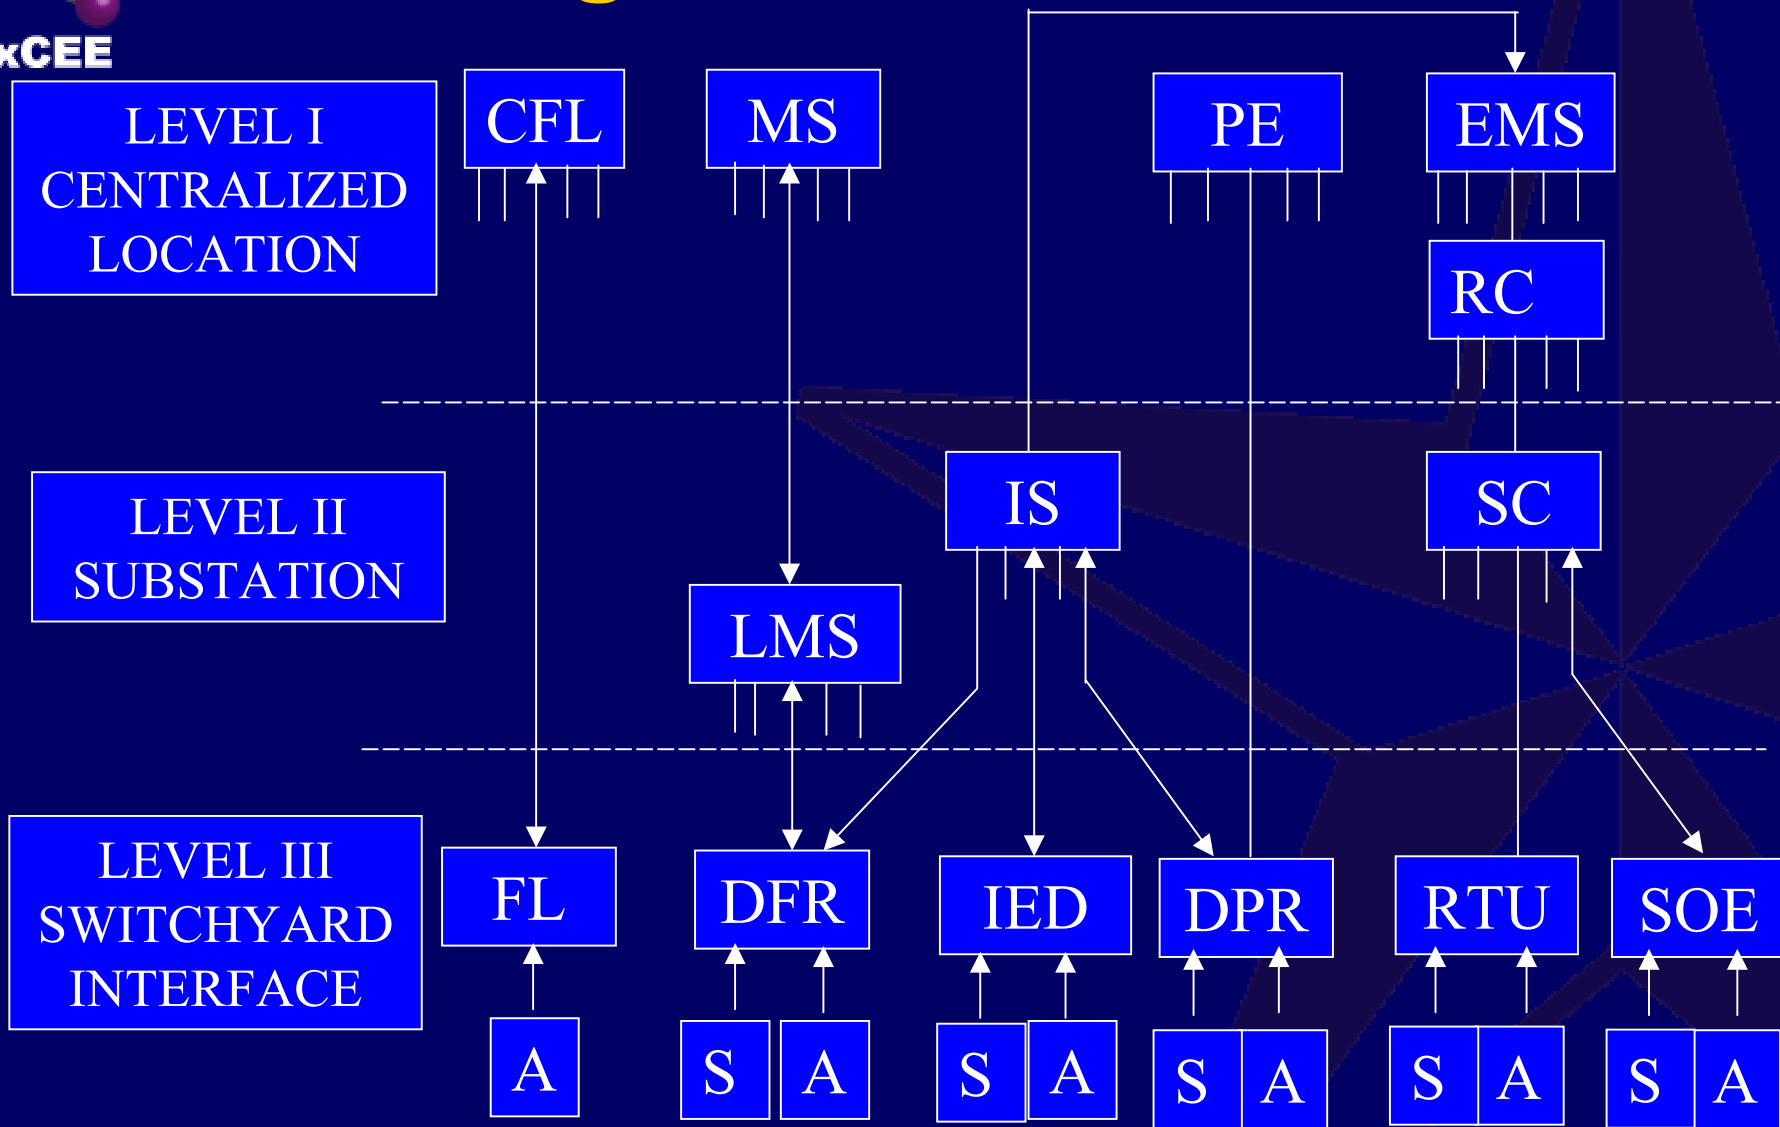 xCEE
LEVEL I
CENTRALIZED
LOCATION
CFL
MS
PE
EMS
RC
LEVEL II
SUBSTATION
IS
SC
LMS
LEVEL III
SWITCHYARD
INTERFACE
FL
DFR
IED
DPR
RTU
SOE
A
S
A
S
A
S
A
S
A
S
A